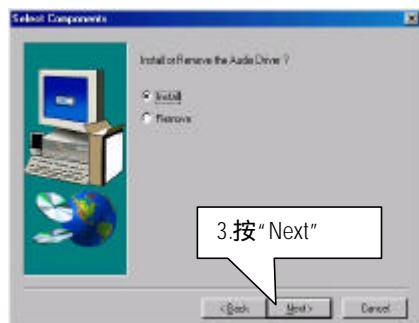 Select Components
Install or Remove the Audio Driver ?
Install
Remove
3.按“Next”
< Back
Next >
Cancel